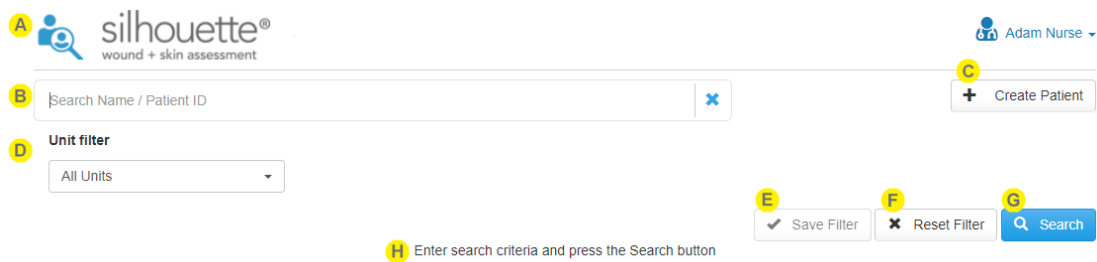 A silhouette®
wound + skin assessment
Adam Nurse
C
B Search Name / Patient ID
Create Patient
Unit filter
D
All Units
E F G
Save Filter Reset Filter Search
H Enter search criteria and press the Search button